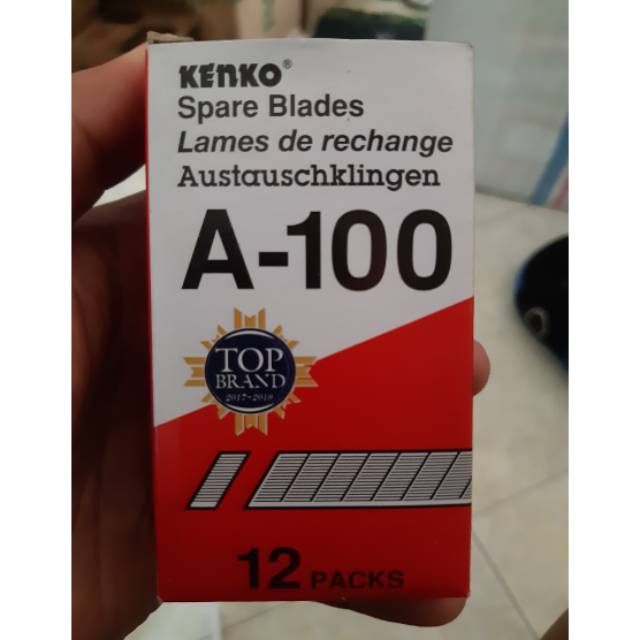 KENKO®
Spare Blades
Lames de rechange
Austauschklingen
A-100
TOP
BRAND
2017-2018
12 PACKS